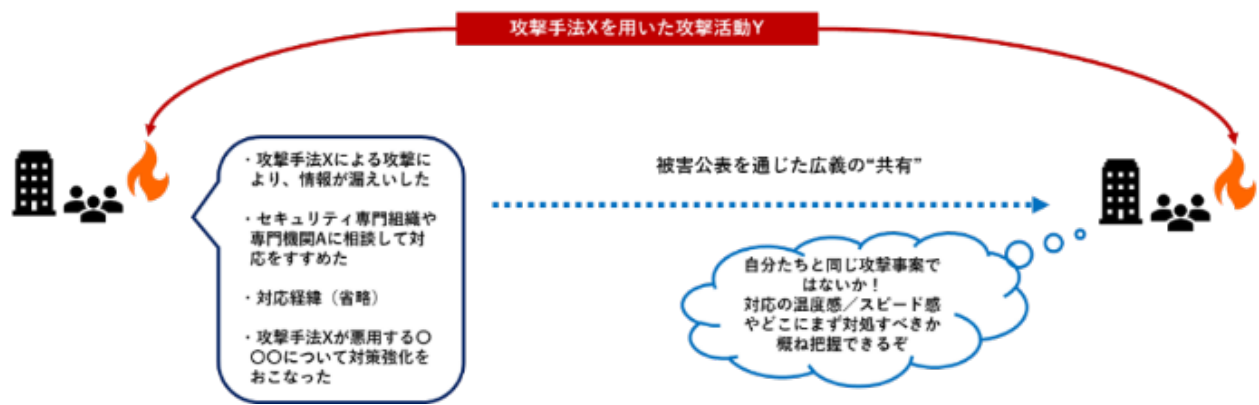 攻撃手法Xを用いた攻撃活動Y
・攻撃手法Xによる攻撃に
より、情報が漏えいした
・セキュリティ専門組織や
専門機関Aに相談して対
応をすすめた
・対応経緯（省略）
・攻撃手法Xが悪用する〇
〇〇について対策強化を
おこなった
被害公表を通じた広義の“共有”
自分たちと同じ攻撃事案で
はないか！
対応の温度感／スピード感
やどこにまず対処すべきか
概ね把握できるぞ